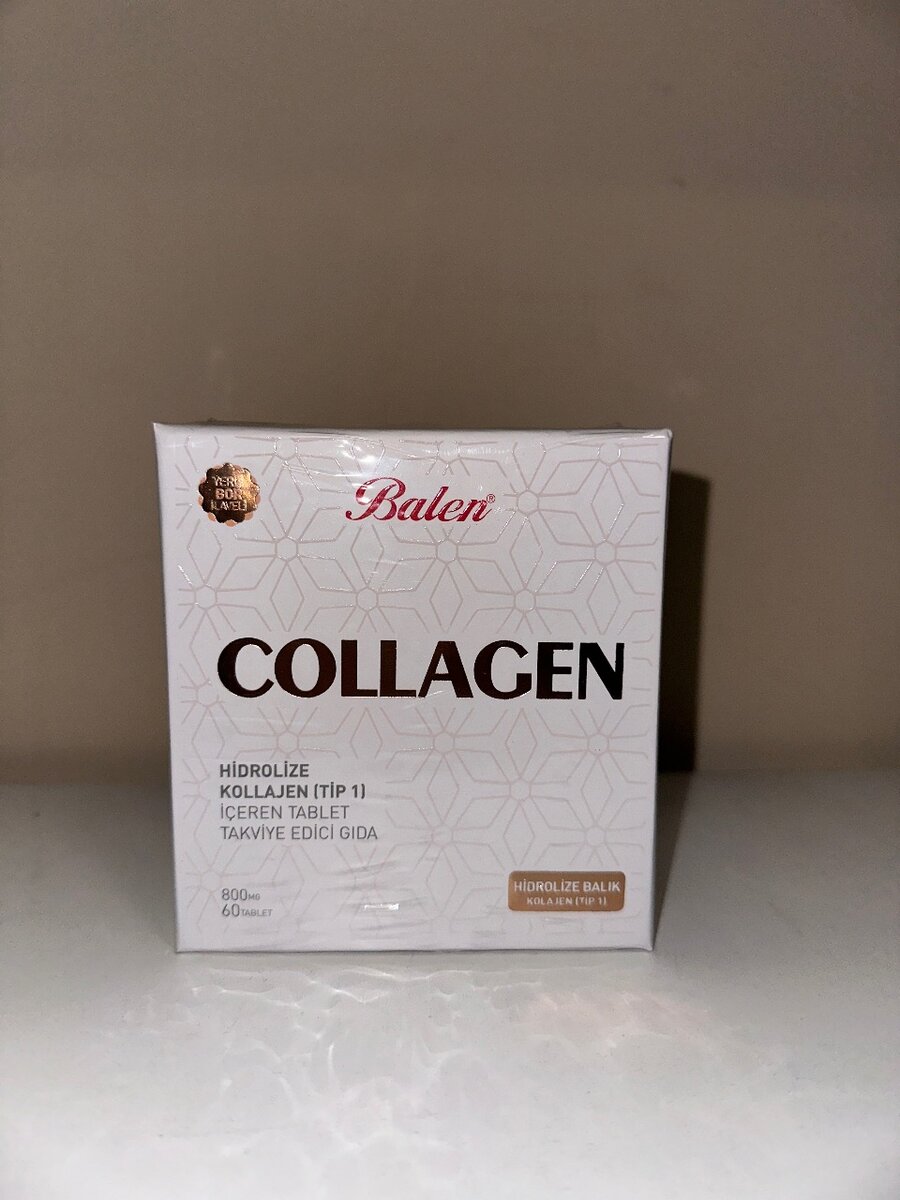 YERLİ
BOR
İLAVELİ
Balen®
COLLAGEN
HİDROLİZE
KOLLAJEN (TİP 1)
İÇEREN TABLET
TAKVİYE EDİCİ GIDA
800MG
60TABLET
HİDROLİZE BALIK
KOLAJEN (TİP 1)